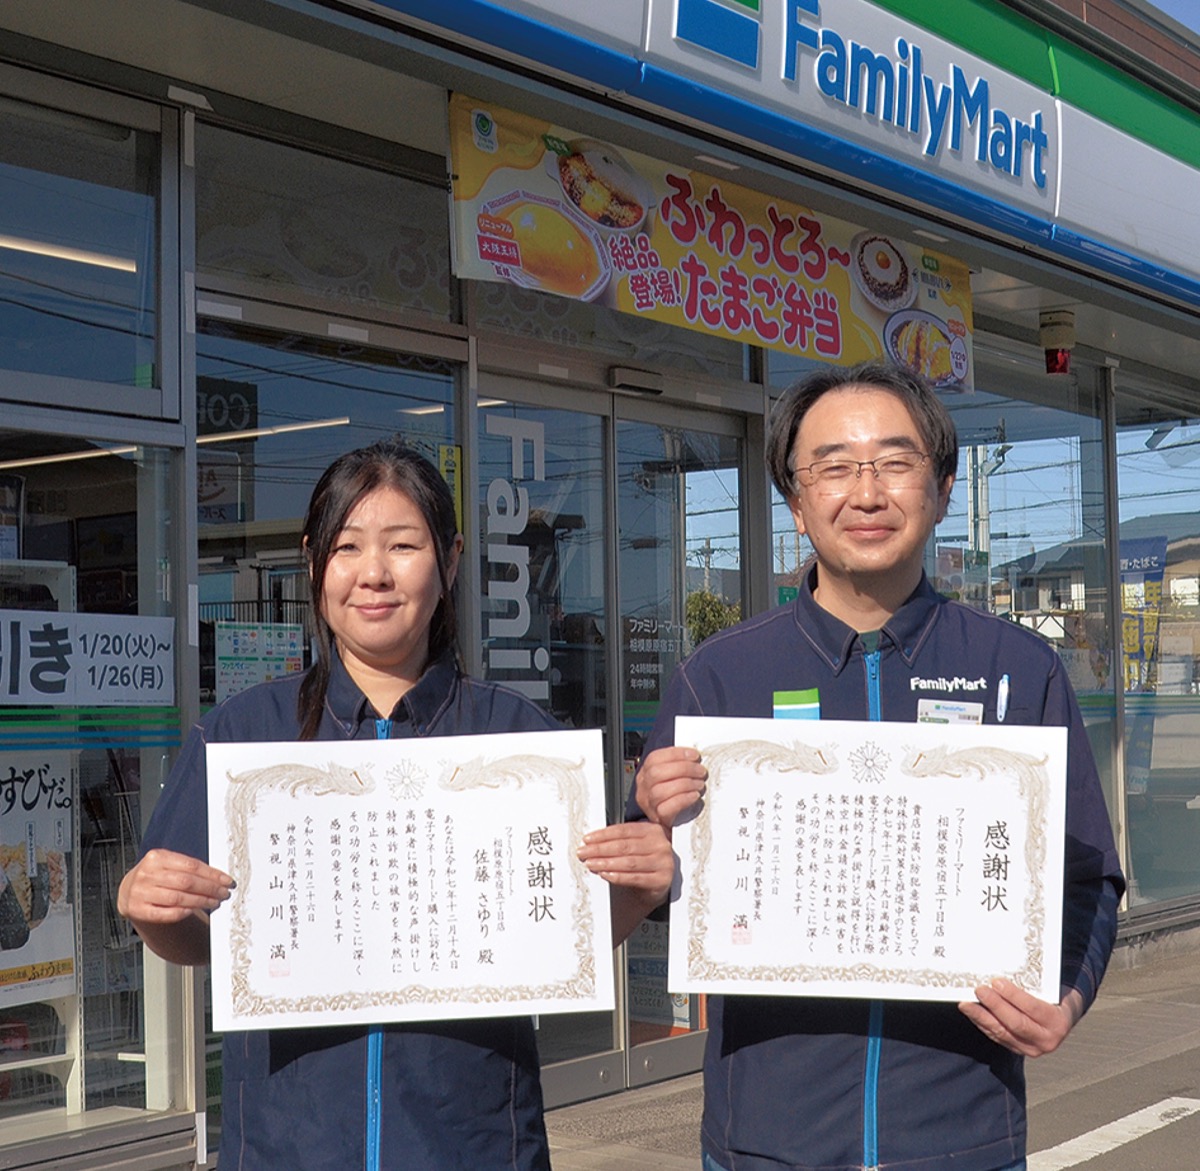 FamilyMart
リニューアル
大阪王将
監修
絶品
登場!
ふわっとろ~
たまご弁当
Famil
引き
1/20(火)~
1/26(月)
ファミリーマート
相模原原宿五丁
24時間営業
年中無休
酒・たばこ
FamilyMart
感謝状
ファミリーマート
相模原原宿五丁目店
佐藤 さゆり 殿
あなたは令和七年十二月十九日
電子マネーカード購入に訪れた
高齢者に積極的な声掛けし
特殊詐欺の被害を未然に
防止されました
その功労を称えここに深く
感謝の意を表します
令和八年一月二十六日
神奈川県津久井警察署長
警視 山川 満
感謝状
ファミリーマート
相模原原宿五丁目店 殿
貴店は高い防犯意識をもって
特殊詐欺対策を推進中のところ
令和七年十二月十九日高齢者が
電子マネーカード購入に訪れた際
積極的な声掛けと説得を行い
架空料金請求詐欺被害を
未然に防止されました
その功労を称えここに深く
感謝の意を表します
令和八年一月二十六日
神奈川県津久井警察署長
警視 山川 満
すびだ。